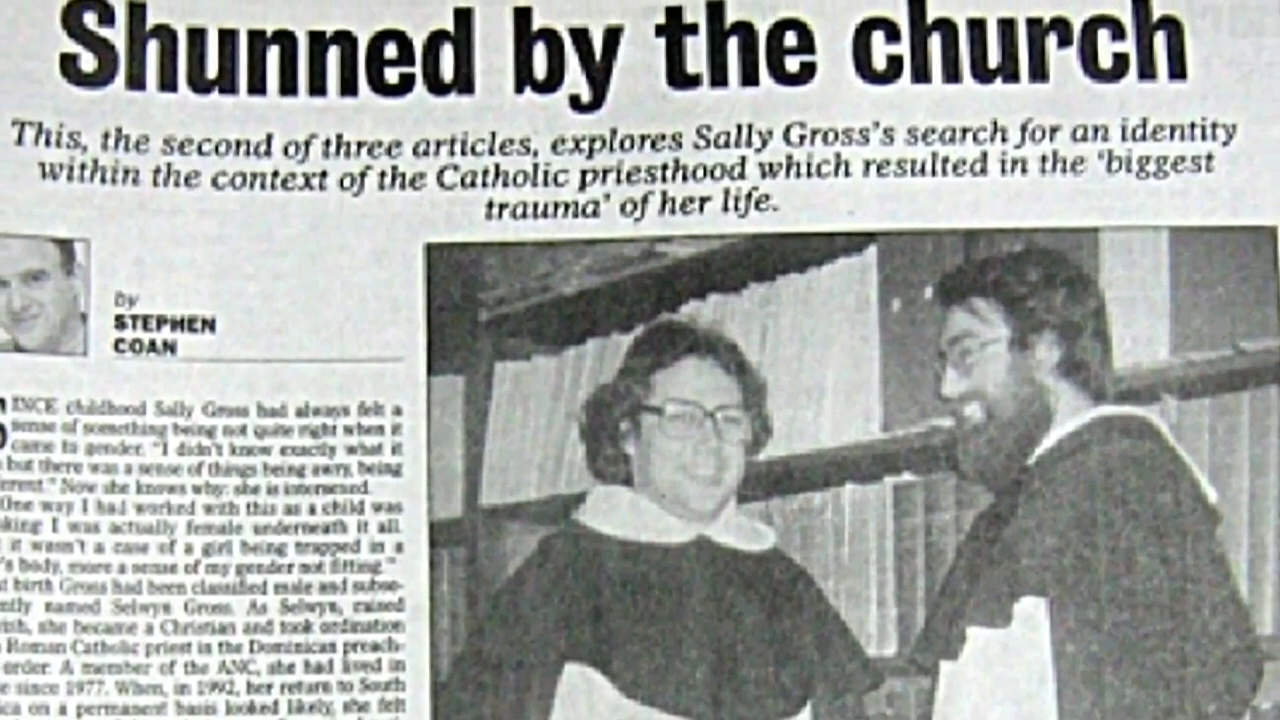 Shunned by the church
This, the second of three articles, explores Sally Gross's search for an identity
within the context of the Catholic priesthood which resulted in the 'biggest
trauma' of her life.
by
STEPHEN
COAN
INCE childhood Sally Gross had always felt a
sense of something being not quite right when it
came to gender. "I didn't know exactly what it
but there was a sense of things being awry, being
erent." Now she knows why: she is intersexed.
One way I had worked with this as a child was
king I was actually female underneath it all.
it wasn't a case of a girl being trapped in a
's body, more a sense of my gender not fitting."
t birth Gross had been classified male and subse-
ntly named Selwyn Gross. As Selwyn, raised
ish, she became a Christian and took ordination
Roman Catholic priest in the Dominican preach-
order. A member of the ANC, she had lived in
e since 1977. When, in 1992, her return to South
ica on a permanent basis looked likely, she felt